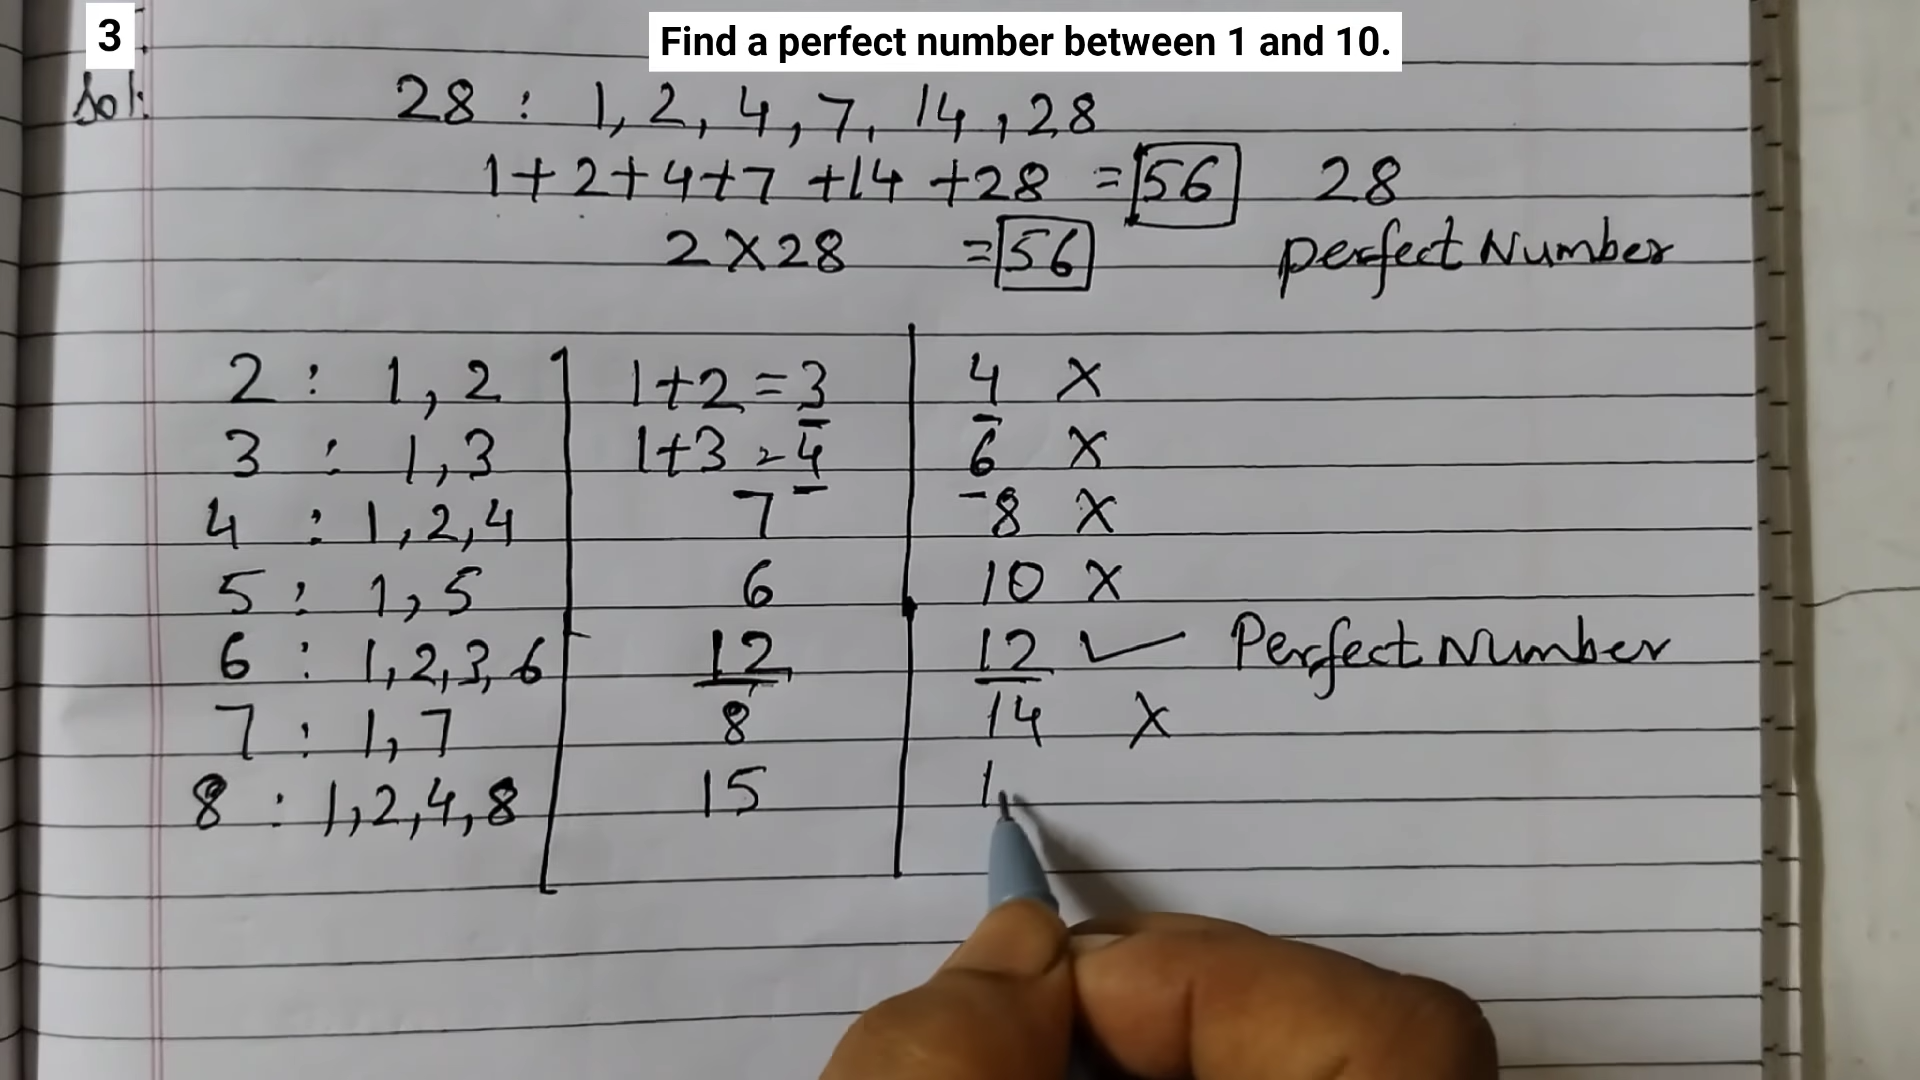 3 .
Find a perfect number between 1 and 10.
Sol:
28 : 1, 2, 4, 7, 14, 28
1+2+4+7+14+28 = 56 28
2X28 = 56 perfect Number
2 : 1, 2 1+2=3 4 X
3 : 1,3 1+3=4 6 X
4 : 1,2,4 7 8 X
5 : 1,5 6 10 X
6 : 1,2,3,6 12 12 ✓ Perfect Number
7 : 1,7 8 14 X
8 : 1,2,4,8 15 1